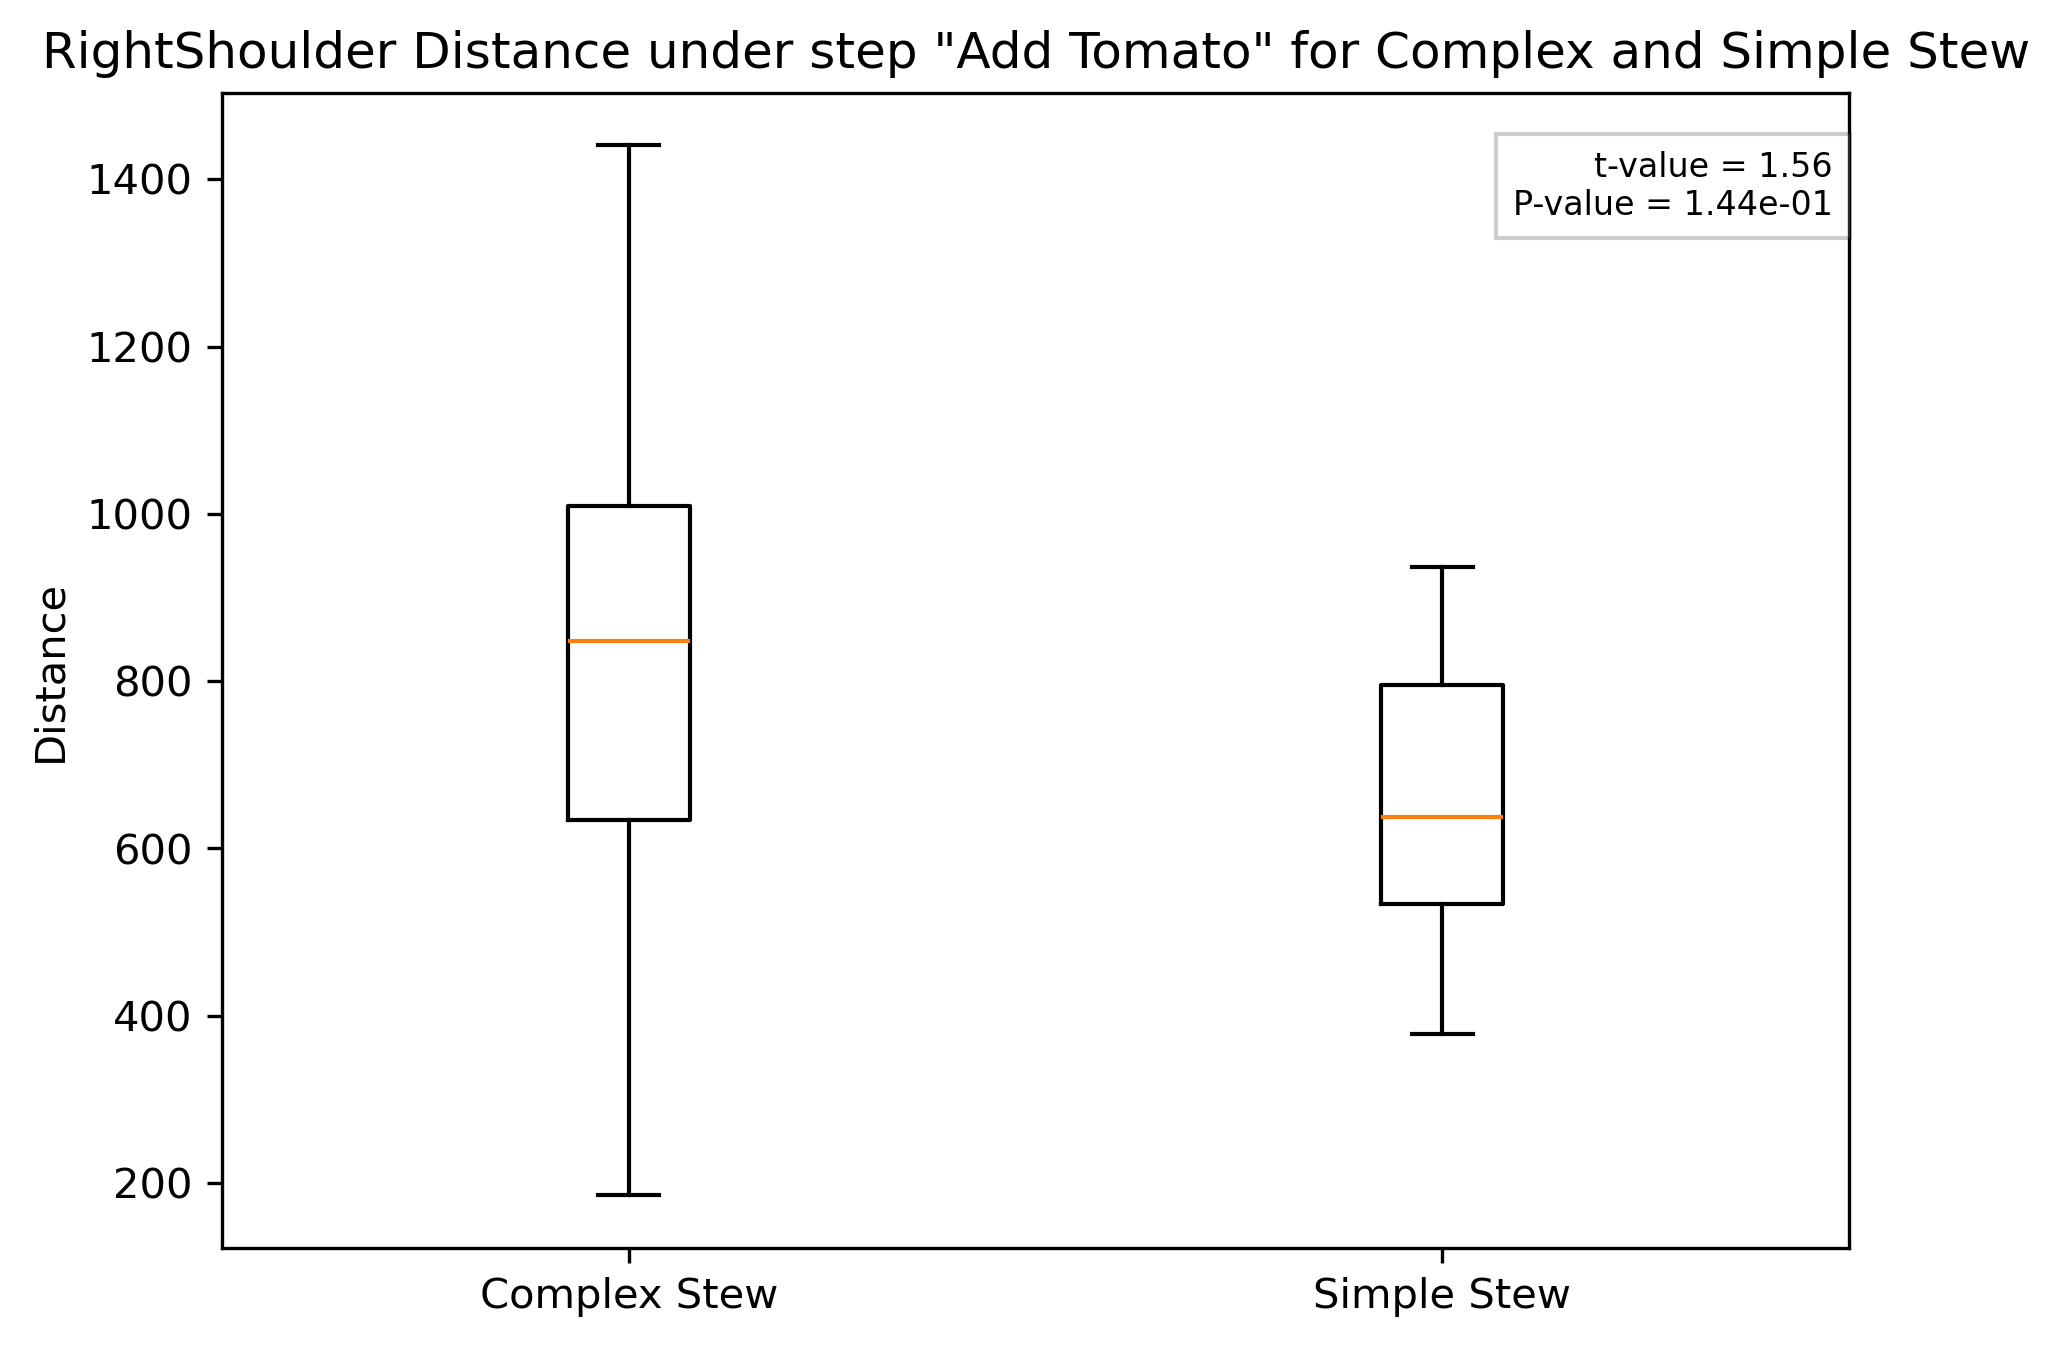 RightShoulder Distance under step "Add Tomato" for Complex and Simple Stew
t-value = 1.56
P-value = 1.44e-01
1400
1200
1000
800
600
400
200
Distance
Complex Stew
Simple Stew